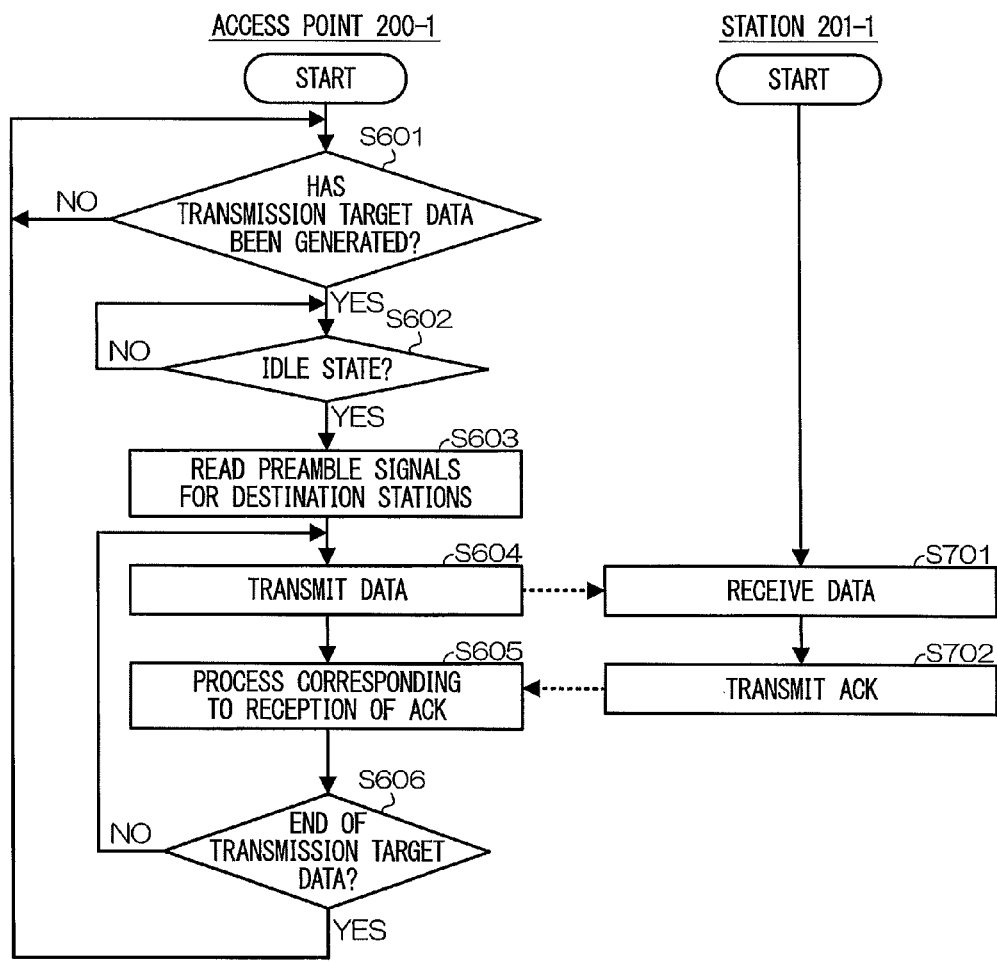 ACCESS POINT 200-1
STATION 201-1
START
START
S601
HAS
TRANSMISSION TARGET DATA
BEEN GENERATED?
NO
YES
S602
IDLE STATE?
NO
YES
S603
READ PREAMBLE SIGNALS
FOR DESTINATION STATIONS
S604
TRANSMIT DATA
S701
RECEIVE DATA
S605
PROCESS CORRESPONDING
TO RECEPTION OF ACK
S702
TRANSMIT ACK
S606
END OF
TRANSMISSION TARGET
DATA?
NO
YES